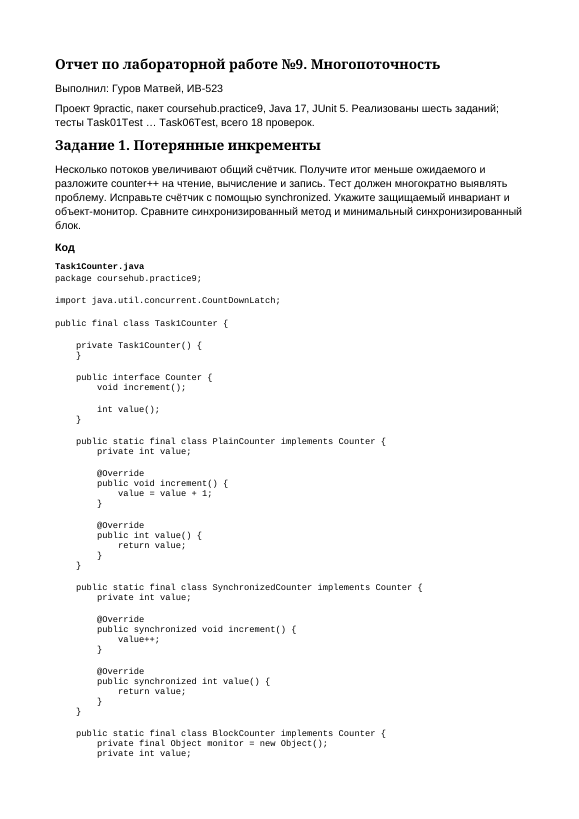 Отчет по лабораторной работе №9. Многопоточность
Выполнил: Гуров Матвей, ИВ-523
Проект 9practic, пакет coursehub.practice9, Java 17, JUnit 5. Реализованы шесть заданий;
тесты Task01Test … Task06Test, всего 18 проверок.
Задание 1. Потерянные инкременты
Несколько потоков увеличивают общий счётчик. Получите итог меньше ожидаемого и
разложите counter++ на чтение, вычисление и запись. Тест должен многократно выявлять
проблему. Исправьте счётчик с помощью synchronized. Укажите защищаемый инвариант и
объект-монитор. Сравните синхронизированный метод и минимальный синхронизированный
блок.
Код
Task1Counter.java
package coursehub.practice9;
import java.util.concurrent.CountDownLatch;
public final class Task1Counter {
    private Task1Counter() {
    }
    public interface Counter {
        void increment();
        int value();
    }
    public static final class PlainCounter implements Counter {
        private int value;
        @Override
        public void increment() {
            value = value + 1;
        }
        @Override
        public int value() {
            return value;
        }
    }
    public static final class SynchronizedCounter implements Counter {
        private int value;
        @Override
        public synchronized void increment() {
            value++;
        }
        @Override
        public synchronized int value() {
            return value;
        }
    }
    public static final class BlockCounter implements Counter {
        private final Object monitor = new Object();
        private int value;